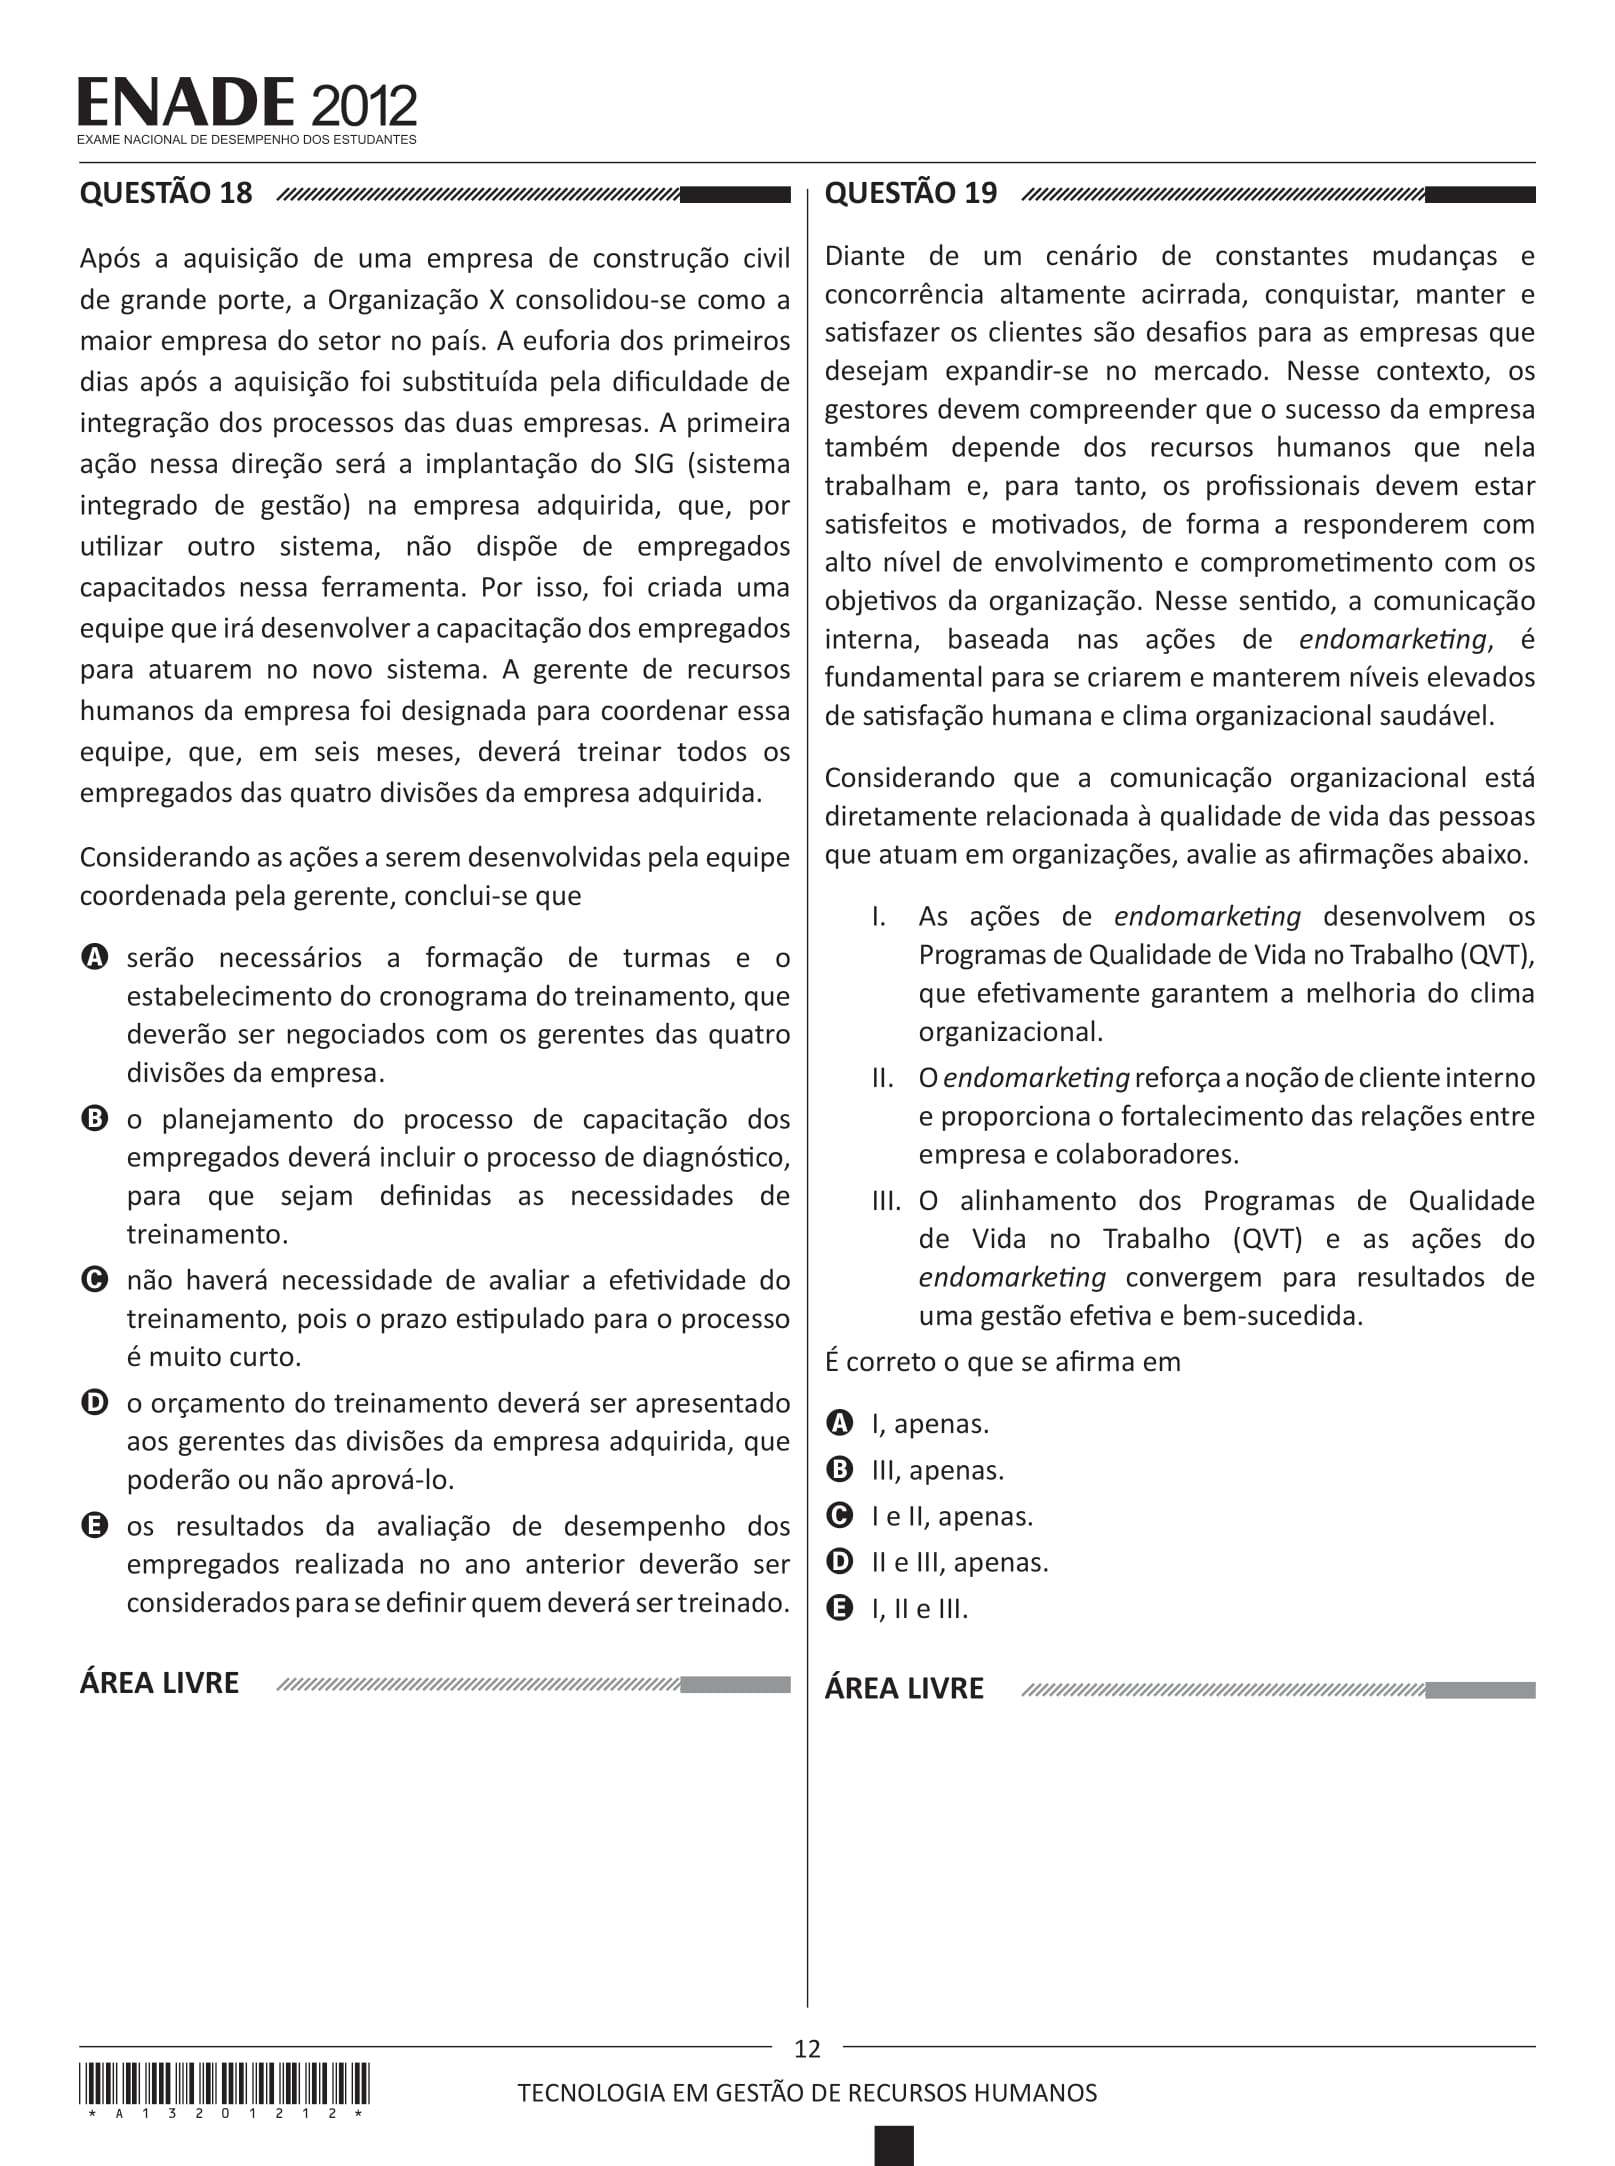 ENADE 2012
EXAME NACIONAL DE DESEMPENHO DOS ESTUDANTES
QUESTÃO 18
Após a aquisição de uma empresa de construção civil
de grande porte, a Organização X consolidou-se como a
maior empresa do setor no país. A euforia dos primeiros
dias após a aquisição foi substituída pela dificuldade de
integração dos processos das duas empresas. A primeira
ação nessa direção será a implantação do SIG (sistema
integrado de gestão) na empresa adquirida, que, por
utilizar outro sistema, não dispõe de empregados
capacitados nessa ferramenta. Por isso, foi criada uma
equipe que irá desenvolver a capacitação dos empregados
para atuarem no novo sistema. A gerente de recursos
humanos da empresa foi designada para coordenar essa
equipe, que, em seis meses, deverá treinar todos os
empregados das quatro divisões da empresa adquirida.
Considerando as ações a serem desenvolvidas pela equipe
coordenada pela gerente, conclui-se que
A serão necessários a formação de turmas e o
estabelecimento do cronograma do treinamento, que
deverão ser negociados com os gerentes das quatro
divisões da empresa.
B o planejamento do processo de capacitação dos
empregados deverá incluir o processo de diagnóstico,
para que sejam definidas as necessidades de
treinamento.
C não haverá necessidade de avaliar a efetividade do
treinamento, pois o prazo estipulado para o processo
é muito curto.
D o orçamento do treinamento deverá ser apresentado
aos gerentes das divisões da empresa adquirida, que
poderão ou não aprová-lo.
E os resultados da avaliação de desempenho dos
empregados realizada no ano anterior deverão ser
considerados para se definir quem deverá ser treinado.
ÁREA LIVRE
QUESTÃO 19
Diante de um cenário de constantes mudanças e
concorrência altamente acirrada, conquistar, manter e
satisfazer os clientes são desafios para as empresas que
desejam expandir-se no mercado. Nesse contexto, os
gestores devem compreender que o sucesso da empresa
também depende dos recursos humanos que nela
trabalham e, para tanto, os profissionais devem estar
satisfeitos e motivados, de forma a responderem com
alto nível de envolvimento e comprometimento com os
objetivos da organização. Nesse sentido, a comunicação
interna, baseada nas ações de endomarketing, é
fundamental para se criarem e manterem níveis elevados
de satisfação humana e clima organizacional saudável.
Considerando que a comunicação organizacional está
diretamente relacionada à qualidade de vida das pessoas
que atuam em organizações, avalie as afirmações abaixo.
I. As ações de endomarketing desenvolvem os
Programas de Qualidade de Vida no Trabalho (QVT),
que efetivamente garantem a melhoria do clima
organizacional.
II. O endomarketing reforça a noção de cliente interno
e proporciona o fortalecimento das relações entre
empresa e colaboradores.
III. O alinhamento dos Programas de Qualidade
de Vida no Trabalho (QVT) e as ações do
endomarketing convergem para resultados de
uma gestão efetiva e bem-sucedida.
É correto o que se afirma em
A I, apenas.
B III, apenas.
C I e II, apenas.
D II e III, apenas.
E I, II e III.
ÁREA LIVRE
12
* A 1 3 2 0 1 2 1 2 *
TECNOLOGIA EM GESTÃO DE RECURSOS HUMANOS